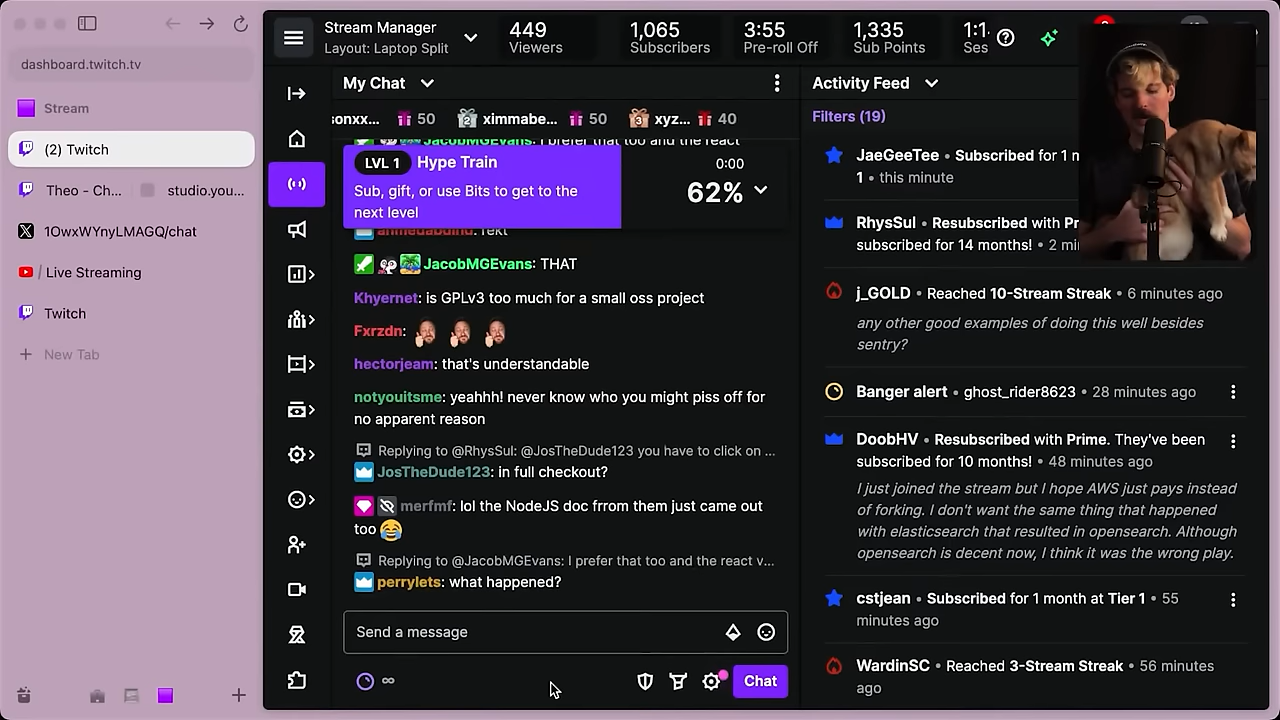 dashboard.twitch.tv
Stream
(2) Twitch
Theo - Ch... studio.you...
1OwxWYnyLMAGQ/chat
/ Live Streaming
Twitch
New Tab
Stream Manager
Layout: Laptop Split
449
Viewers
1,065
Subscribers
3:55
Pre-roll Off
1,335
Sub Points
1:1
Ses
My Chat
sonxx... 50 ximmabe... 50 xyz... 40
JacobMGEvans: I prefer that too and the react
LVL 1 Hype Train
Sub, gift, or use Bits to get to the
next level
0:00
62%
ahmedabdind: rekt
JacobMGEvans: THAT
Khyernet: is GPLv3 too much for a small oss project
Fxrzdn:
hectorjeam: that's understandable
notyouitsme: yeahhh! never know who you might piss off for
no apparent reason
Replying to @RhysSul: @JosTheDude123 you have to click on ...
JosTheDude123: in full checkout?
merfmf: lol the NodeJS doc frrom them just came out
too 😂
Replying to @JacobMGEvans: I prefer that too and the react v...
perrylets: what happened?
Send a message
∞
Chat
Activity Feed
Filters (19)
JaeGeeTee • Subscribed for 1 m
1 • this minute
RhysSul • Resubscribed with Pr
subscribed for 14 months! • 2 mi
j_GOLD • Reached 10-Stream Streak • 6 minutes ago
any other good examples of doing this well besides
sentry?
Banger alert • ghost_rider8623 • 28 minutes ago
DoobHV • Resubscribed with Prime. They've been
subscribed for 10 months! • 48 minutes ago
I just joined the stream but I hope AWS just pays instead
of forking. I don't want the same thing that happened
with elasticsearch that resulted in opensearch. Although
opensearch is decent now, I think it was the wrong play.
cstjean • Subscribed for 1 month at Tier 1 • 55
minutes ago
WardinSC • Reached 3-Stream Streak • 56 minutes
ago